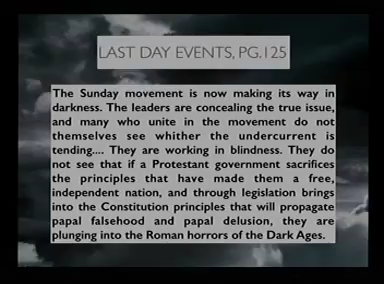 LAST DAY EVENTS, PG.125
The Sunday movement is now making its way in
darkness. The leaders are concealing the true issue,
and many who unite in the movement do not
themselves see whither the undercurrent is
tending.... They are working in blindness. They do
not see that if a Protestant government sacrifices
the principles that have made them a free,
independent nation, and through legislation brings
into the Constitution principles that will propagate
papal falsehood and papal delusion, they are
plunging into the Roman horrors of the Dark Ages.